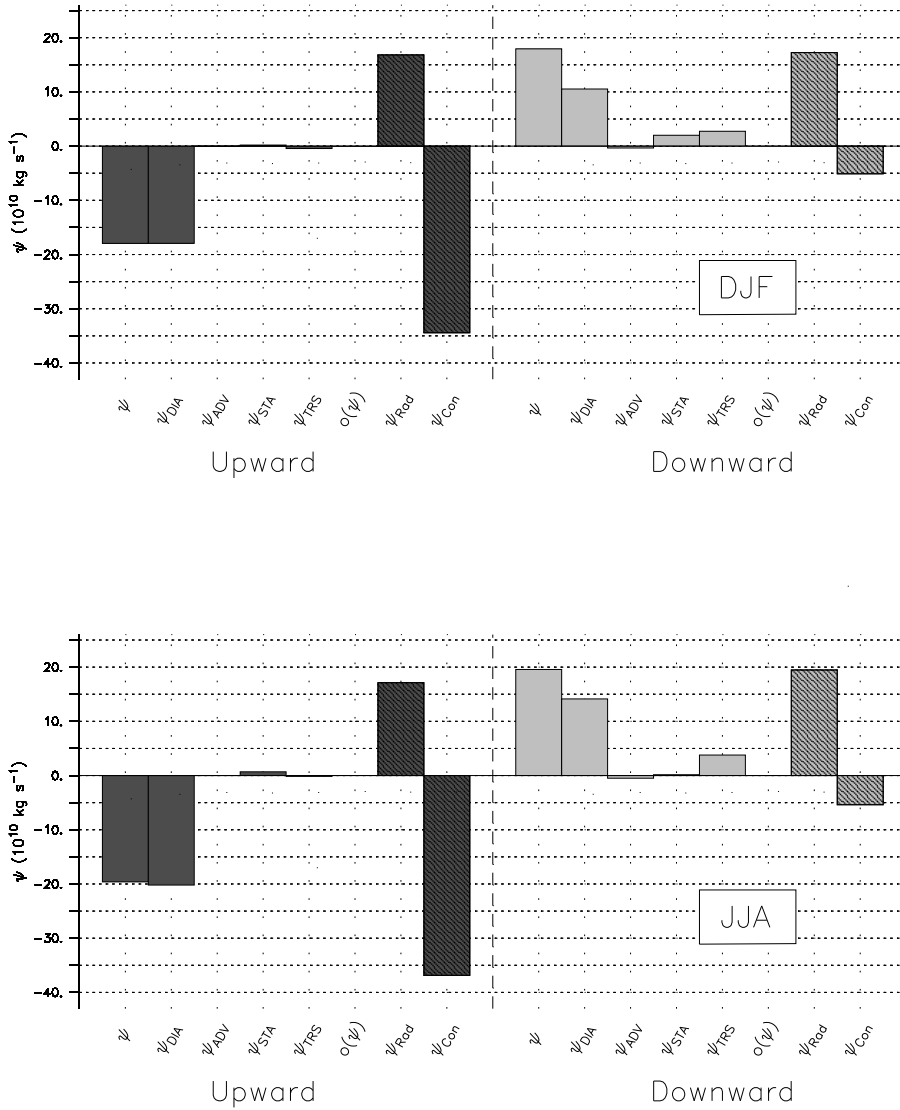 20.
10.
0.
-10.
-20.
-30.
-40.
ψ (10¹⁰ kg s⁻¹)
DJF
ψ ψDIA ψADV ψSTA ψTRS O(ψ) ψRad ψCon ψ ψDIA ψADV ψSTA ψTRS O(ψ) ψRad ψCon
Upward Downward
20.
10.
0.
-10.
-20.
-30.
-40.
ψ (10¹⁰ kg s⁻¹)
JJA
ψ ψDIA ψADV ψSTA ψTRS O(ψ) ψRad ψCon ψ ψDIA ψADV ψSTA ψTRS O(ψ) ψRad ψCon
Upward Downward